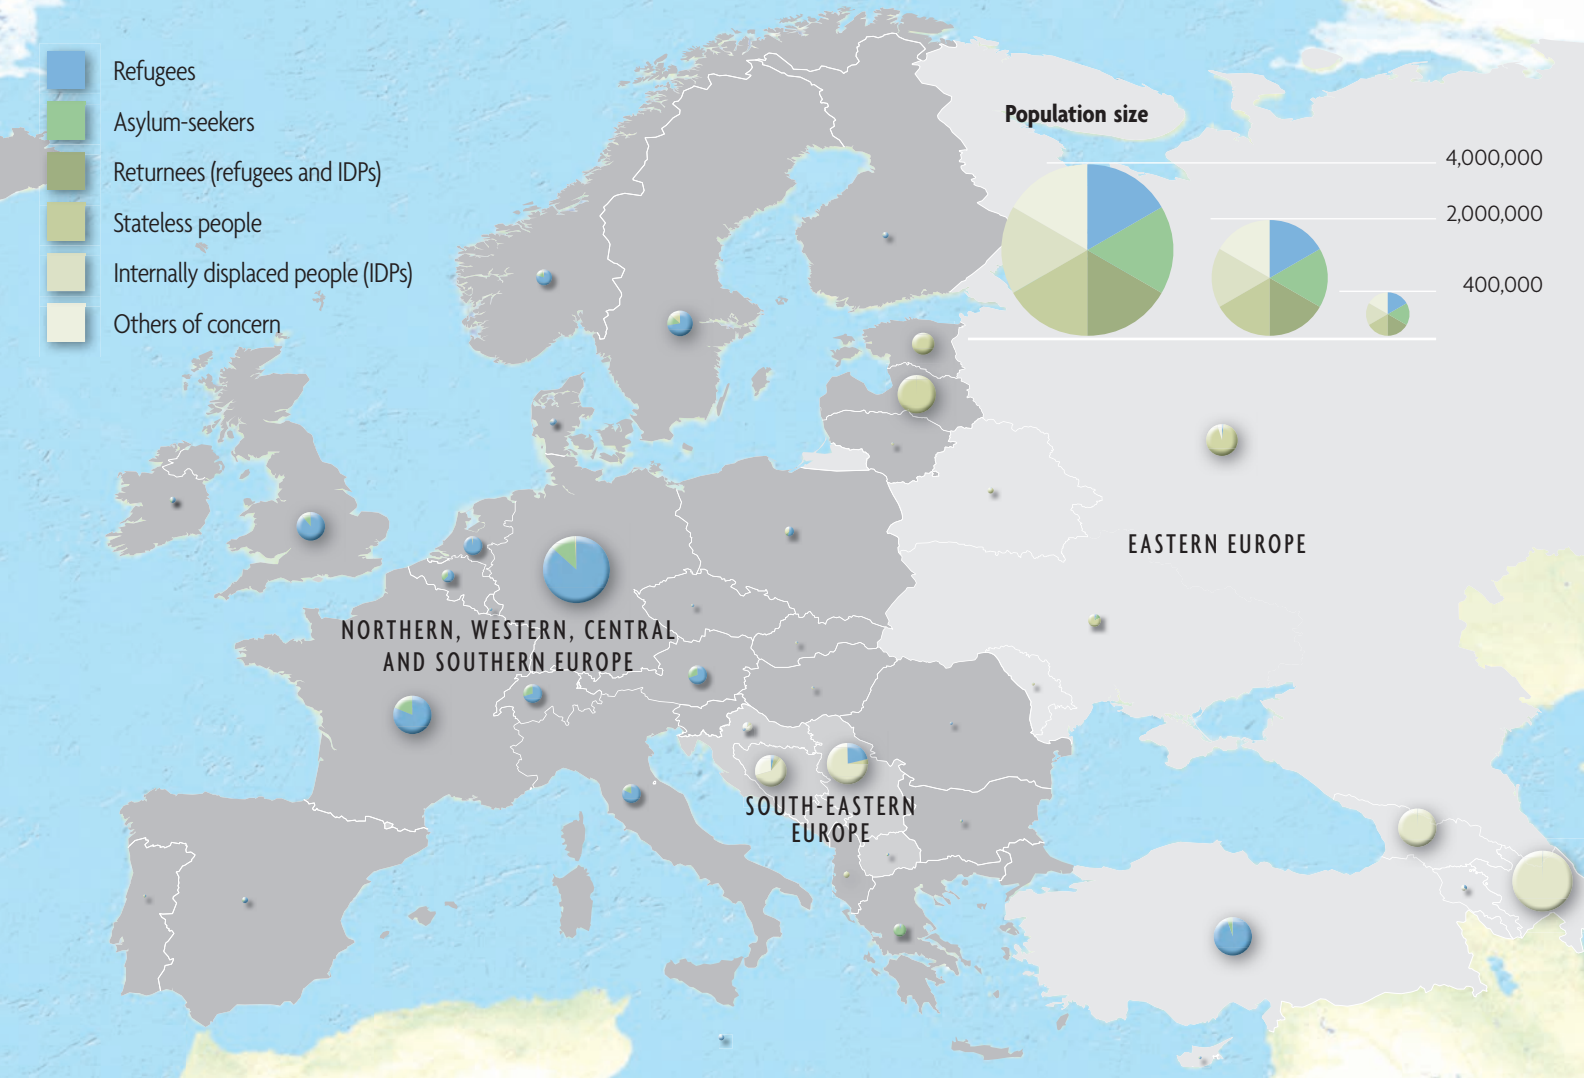 Refugees
Asylum-seekers
Returnees (refugees and IDPs)
Stateless people
Internally displaced people (IDPs)
Others of concern
Population size
4,000,000
2,000,000
400,000
EASTERN EUROPE
NORTHERN, WESTERN, CENTRAL
AND SOUTHERN EUROPE
SOUTH-EASTERN
EUROPE